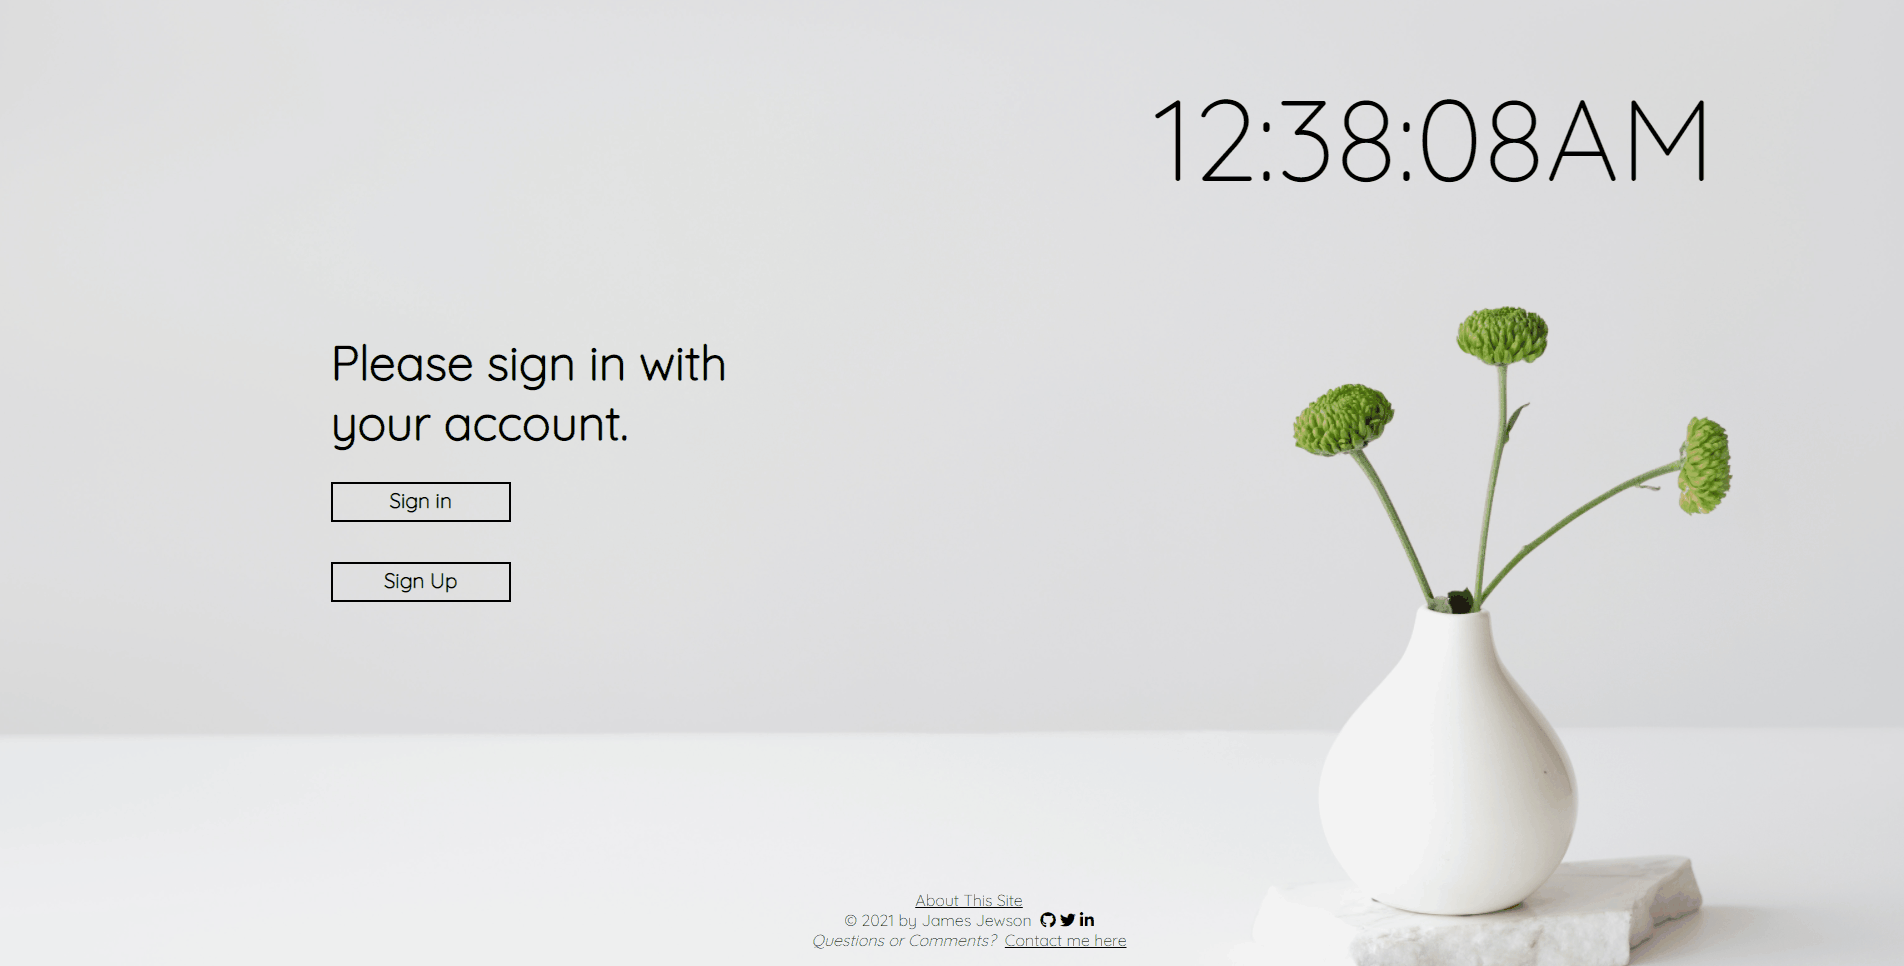 12:38:08AM
Please sign in with
your account.
Sign in
Sign Up
About This Site
© 2021 by James Jewson
Questions or Comments? Contact me here